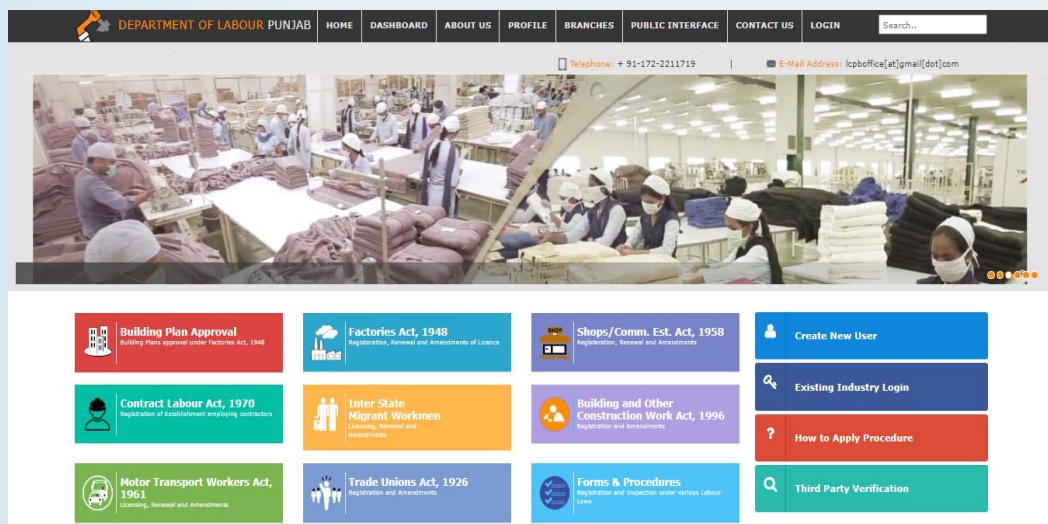 DEPARTMENT OF LABOUR PUNJAB HOME DASHBOARD ABOUT US PROFILE BRANCHES PUBLIC INTERFACE CONTACT US LOGIN Search..
Telephone: + 91-172-2211719 | E-Mail Address: lcpboffice[at]gmail[dot]com
Building Plan Approval
Building Plans approval under Factories Act, 1948
Factories Act, 1948
Registeration, Renewal and Amendments of Licence
SHOP
Shops/Comm. Est. Act, 1958
Registeration, Renewal and Amendments
Create New User
Contract Labour Act, 1970
Registration of Establishment employing contractors
Inter State
Migrant Workmen
Licensing, Renewal and
Amendments
Building and Other
Construction Work Act, 1996
Registration and Amendments
Existing Industry Login
How to Apply Procedure
Motor Transport Workers Act,
1961
Licensing, Renewal and Amendments
Trade Unions Act, 1926
Registration and Amendments
Forms & Procedures
Registration and Inspection under various Labour
Laws
Third Party Verification